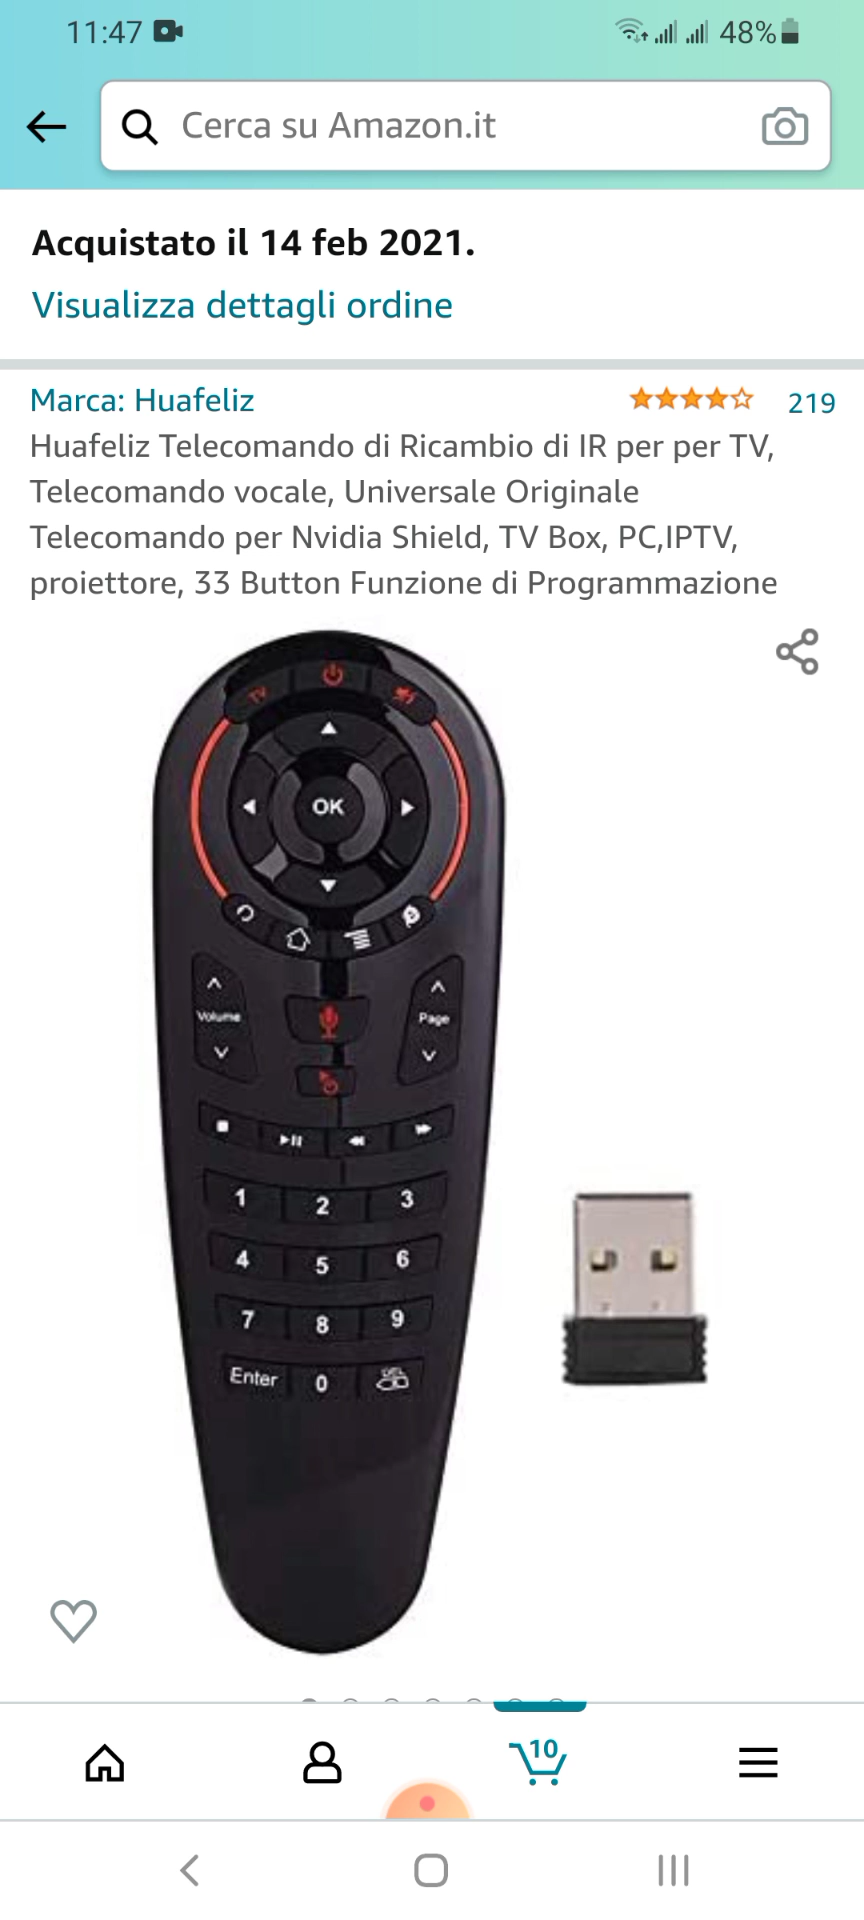 11:47
48%
Cerca su Amazon.it
Acquistato il 14 feb 2021.
Visualizza dettagli ordine
Marca: Huafeliz
219
Huafeliz Telecomando di Ricambio di IR per per TV,
Telecomando vocale, Universale Originale
Telecomando per Nvidia Shield, TV Box, PC,IPTV,
proiettore, 33 Button Funzione di Programmazione
TV
OK
Volume
Page
1 2 3
4 5 6
7 8 9
Enter 0 DEL
10